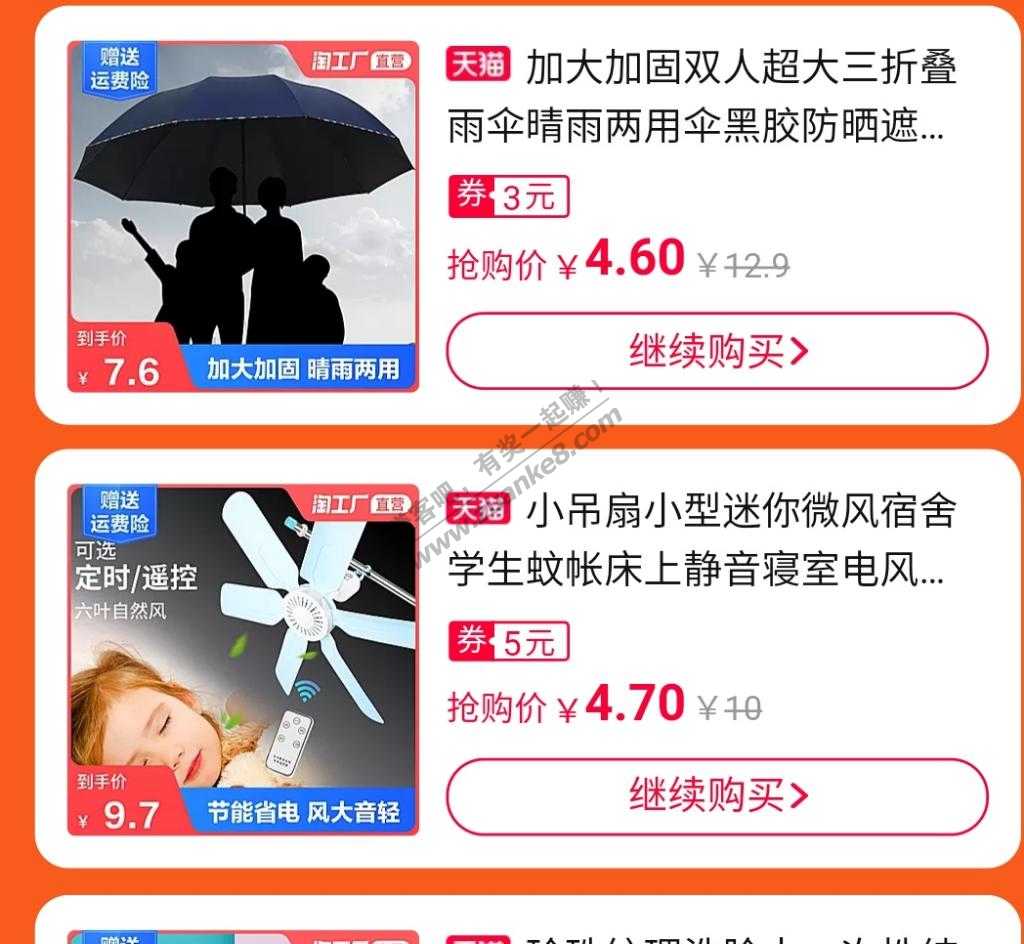 赠送
运费险
淘工厂 直营
到手价
¥ 7.6
加大加固 晴雨两用
天猫 加大加固双人超大三折叠
雨伞晴雨两用伞黑胶防晒遮...
券 3元
抢购价 ¥4.60 ¥12.9
继续购买>
有奖一起赚!
客吧
www.zuanke8.com
赠送
运费险
淘工厂 直营
可选
定时/遥控
六叶自然风
到手价
¥ 9.7
节能省电 风大音轻
天猫 小吊扇小型迷你微风宿舍
学生蚊帐床上静音寝室电风...
券 5元
抢购价 ¥4.70 ¥10
继续购买>
赠送